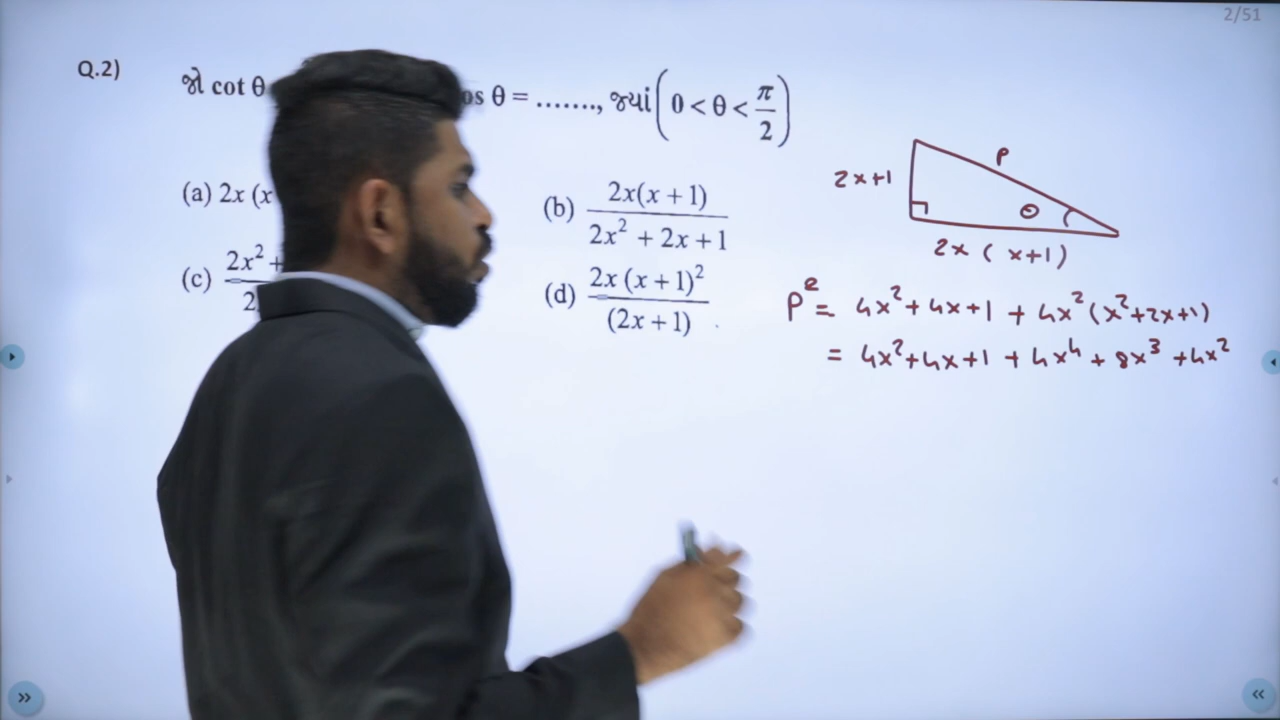 2/51
Q.2) જો cot θ os θ = ......., જ્યાં (0 < θ < π/2)
(a) 2x (x (b) 2x(x + 1) / 2x² + 2x + 1
(c) 2x² + / 2 (d) 2x (x + 1)² / (2x + 1)
P
2x+1
θ
2x ( x+1)
P² = 4x² + 4x + 1 + 4x² (x² + 2x + 1)
= 4x² + 4x + 1 + 4x⁴ + 8x³ + 4x²